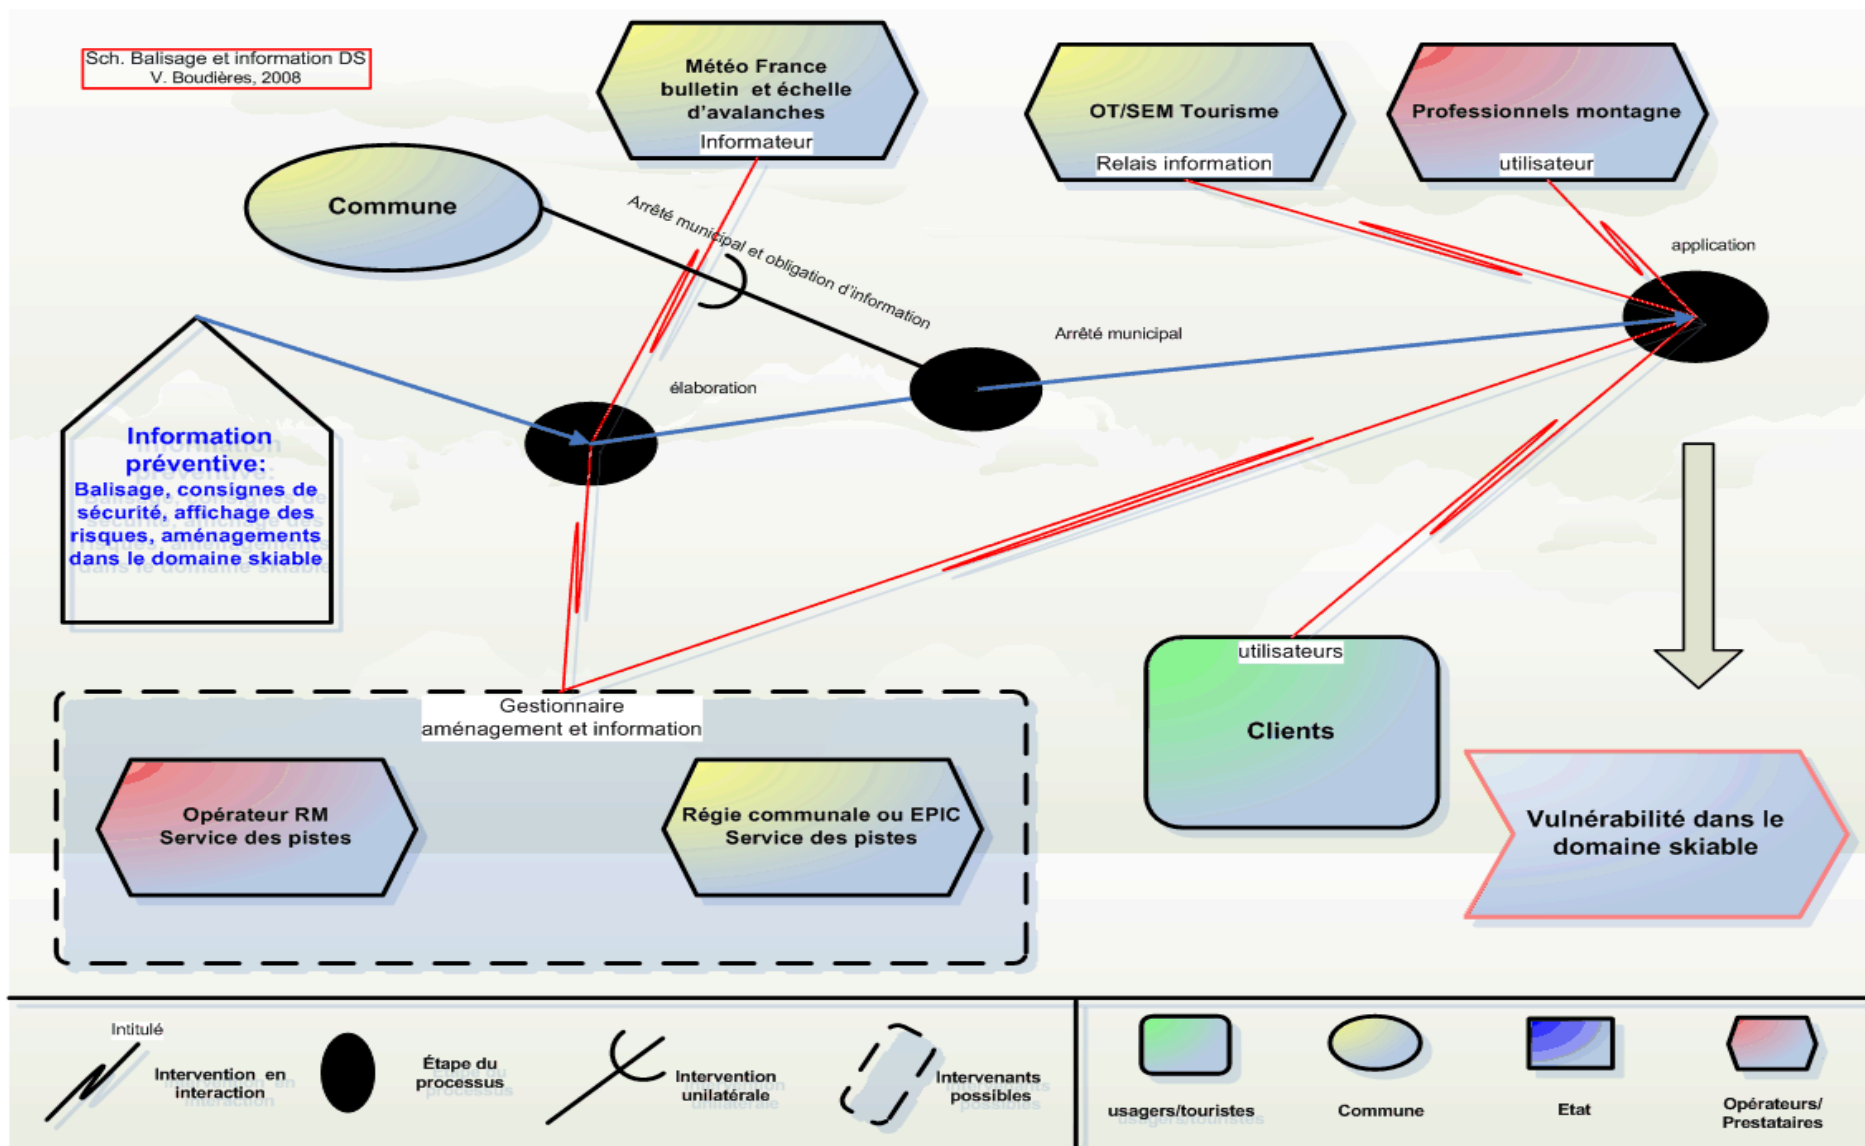 Sch. Balisage et information DS
V. Boudières, 2008
Météo France
bulletin et échelle
d'avalanches
Informateur
OT/SEM Tourisme
Relais information
Professionnels montagne
utilisateur
Commune
Arrêté municipal et obligation d'information
application
Arrêté municipal
élaboration
Information
préventive:
Balisage, consignes de
sécurité, affichage des
risques, aménagements
dans le domaine skiable
utilisateurs
Clients
Gestionnaire
aménagement et information
Opérateur RM
Service des pistes
Régie communale ou EPIC
Service des pistes
Vulnérabilité dans le
domaine skiable
Intitulé
Intervention en
interaction
Étape du
processus
Intervention
unilatérale
Intervenants
possibles
usagers/touristes
Commune
Etat
Opérateurs/
Prestataires